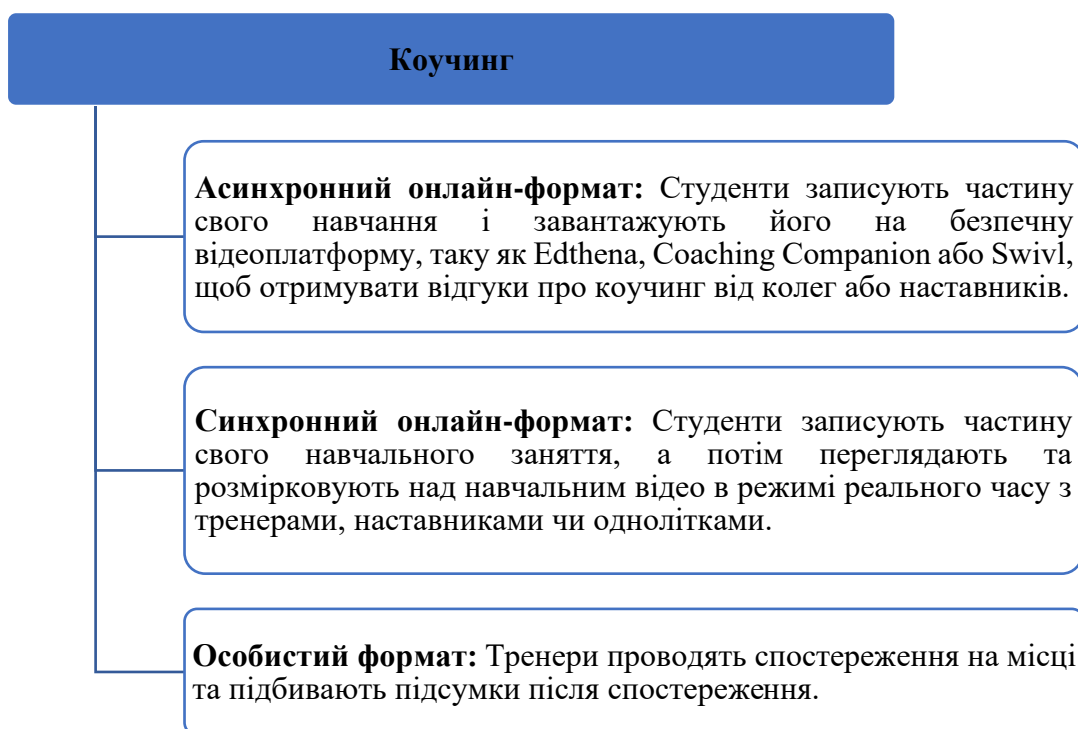 Коучинг
Асинхронний онлайн-формат: Студенти записують частину
свого навчання і завантажують його на безпечну
відеоплатформу, таку як Edthena, Coaching Companion або Swivl,
щоб отримувати відгуки про коучинг від колег або наставників.
Синхронний онлайн-формат: Студенти записують частину
свого навчального заняття, а потім переглядають та
розмірковують над навчальним відео в режимі реального часу з
тренерами, наставниками чи однолітками.
Особистий формат: Тренери проводять спостереження на місці
та підбивають підсумки після спостереження.